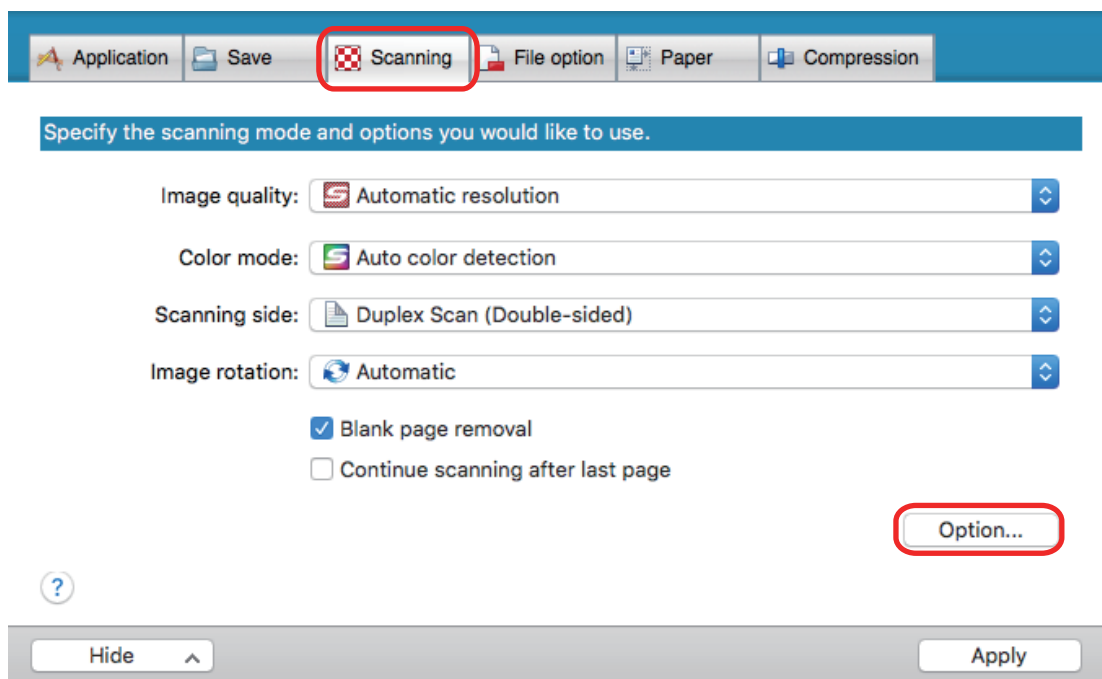 Application Save Scanning File option Paper Compression
Specify the scanning mode and options you would like to use.
Image quality: Automatic resolution
Color mode: Auto color detection
Scanning side: Duplex Scan (Double-sided)
Image rotation: Automatic
Blank page removal
Continue scanning after last page
Option...
?
Hide Apply